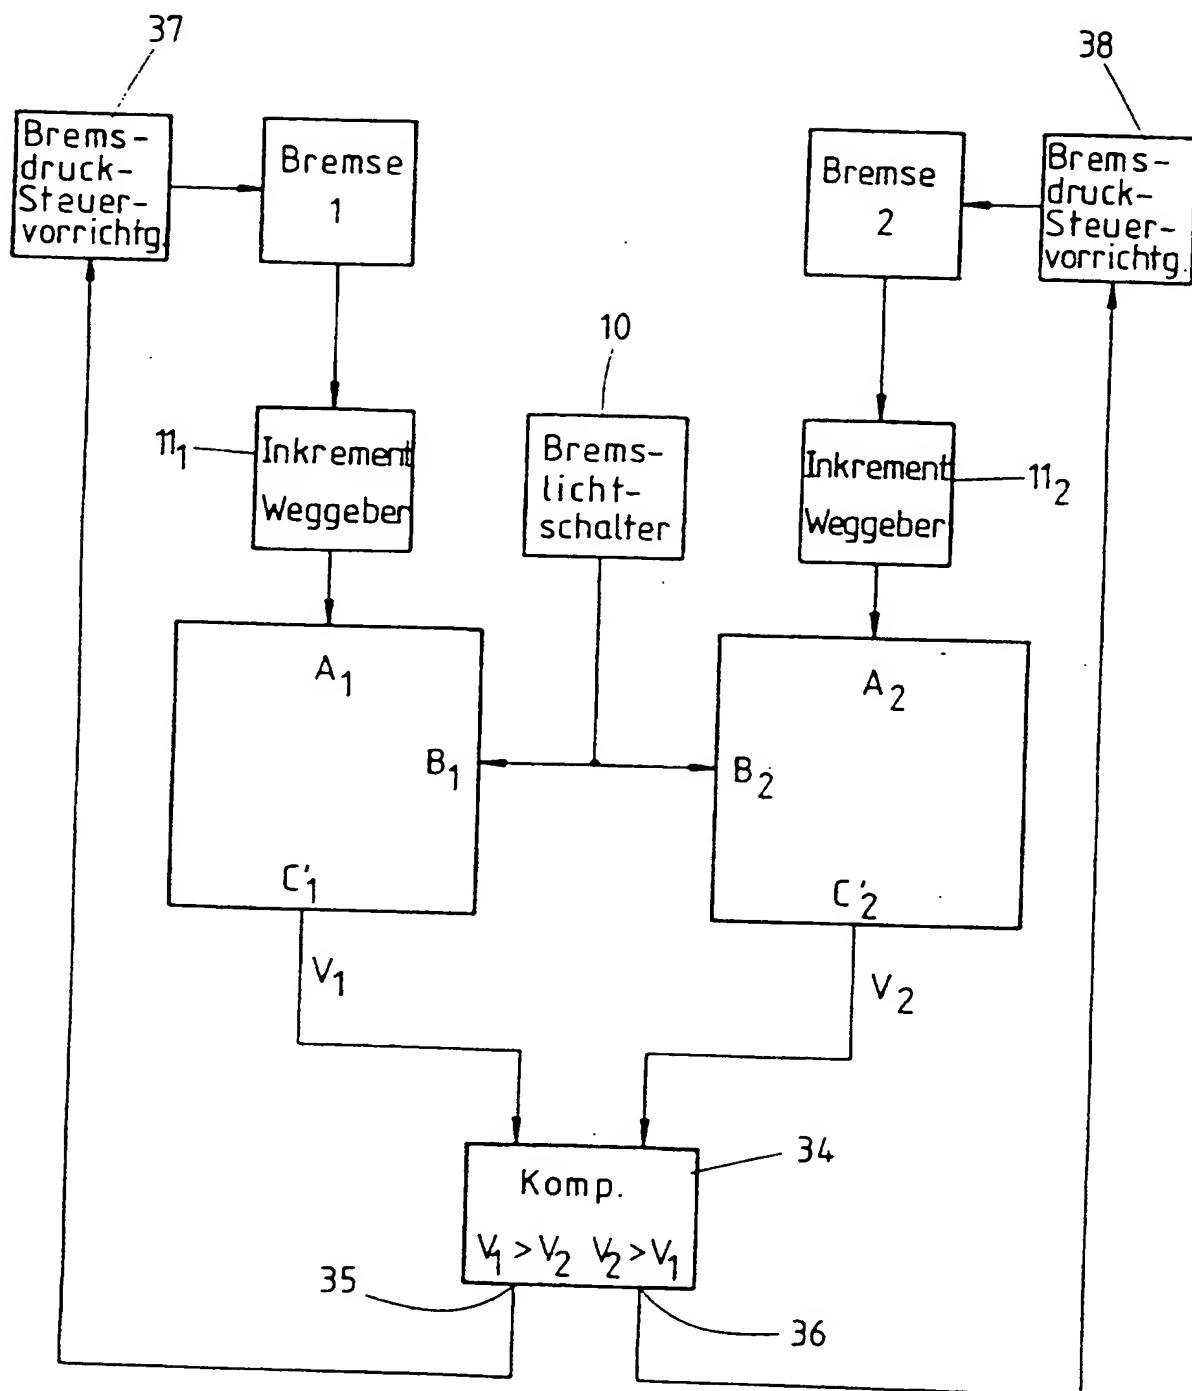 37
38
Brems-
druck-
Steuer-
vorrichtg.
Bremse
1
Bremse
2
Brems-
druck-
Steuer-
vorrichtg.
10
11₁
Inkrement
Weggeber
Brems-
licht-
schalter
Inkrement
Weggeber
11₂
A₁
B₁
C'₁
A₂
B₂
C'₂
V₁
V₂
34
Komp.
V₁ > V₂ V₂ > V₁
35
36